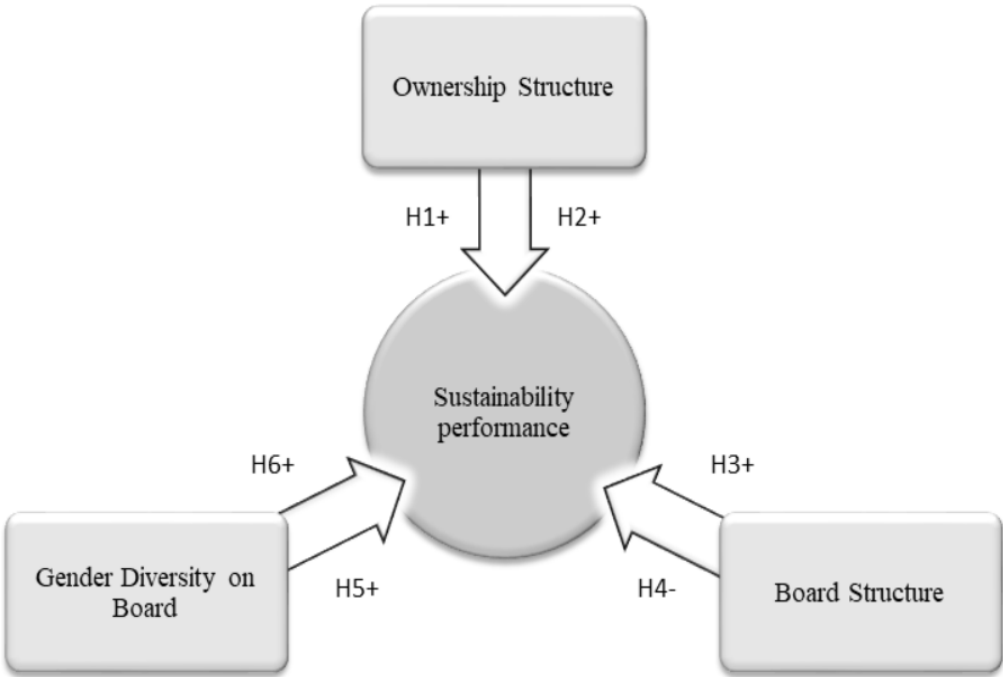 Ownership Structure
H1+
H2+
Sustainability
performance
H6+
H3+
Gender Diversity on
Board
H5+
H4-
Board Structure